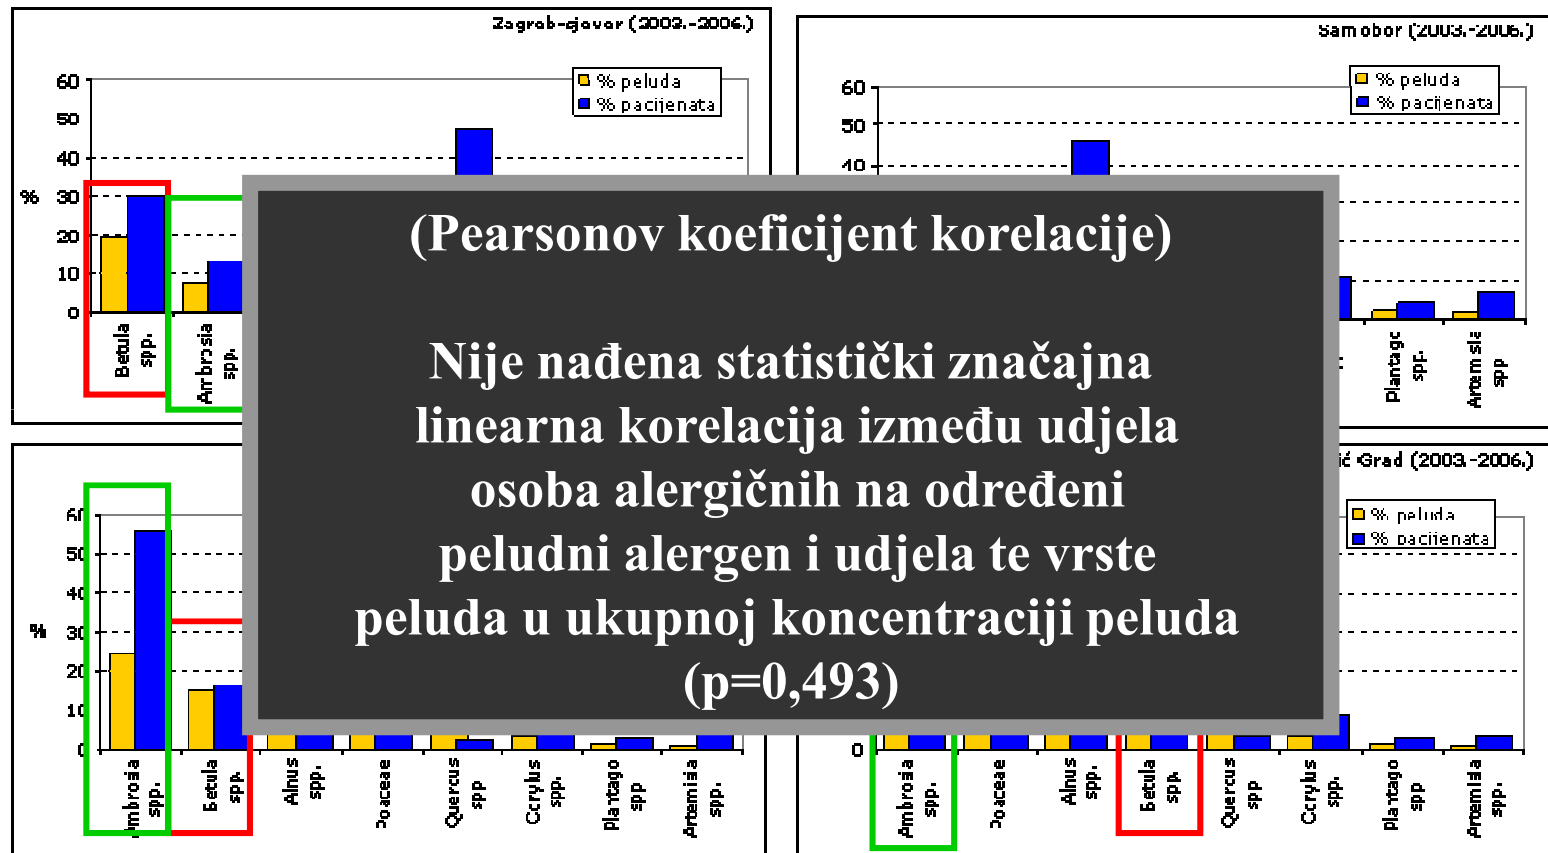 Zagreb-sjever (2003.-2006.)
% peluda
% pacijenata
60
50
40
30
20
10
0
%
Betula spp.
Ambrosia spp.
Samobor (2003.-2006.)
% peluda
% pacijenata
60
50
40
Plantago spp.
Artemisia spp
(Pearsonov koeficijent korelacije)
Nije nađena statistički značajna
linearna korelacija između udjela
osoba alergičnih na određeni
peludni alergen i udjela te vrste
peludа u ukupnoj koncentraciji peluda
(p=0,493)
60
50
40
30
20
10
0
%
Ambrosia spp.
Betula spp.
Alnus spp.
Poaceae
Quercus spp
Corylus spp.
Plantago spp
Artemisia spp.
ić Grad (2003.-2006.)
% peluda
% pacijenata
0
Ambrosia spp.
Poaceae
Alnus spp.
Betula spp.
Quercus spp
Corylus spp.
Plantago spp
Artemisia spp.